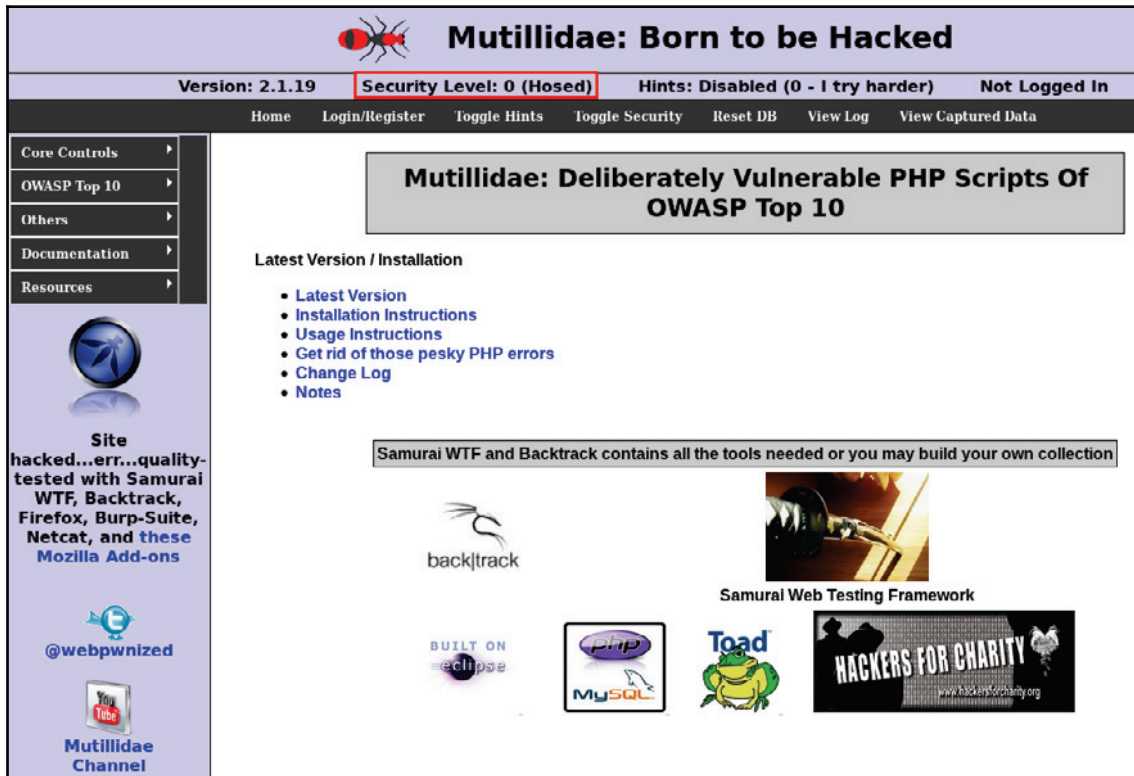 Mutillidae: Born to be Hacked
Version: 2.1.19 Security Level: 0 (Hosed) Hints: Disabled (0 - I try harder) Not Logged In
Home Login/Register Toggle Hints Toggle Security Reset DB View Log View Captured Data
Core Controls
OWASP Top 10
Others
Documentation
Resources
Site
hacked...err...quality-
tested with Samurai
WTF, Backtrack,
Firefox, Burp-Suite,
Netcat, and these
Mozilla Add-ons
@webpwnized
You
Tube
Mutillidae
Channel
Mutillidae: Deliberately Vulnerable PHP Scripts Of
OWASP Top 10
Latest Version / Installation
Latest Version
Installation Instructions
Usage Instructions
Get rid of those pesky PHP errors
Change Log
Notes
Samurai WTF and Backtrack contains all the tools needed or you may build your own collection
back|track
Samurai Web Testing Framework
BUILT ON
eclipse
php
MySQL
Toad
HACKERS FOR CHARITY
www.hackersforcharity.org